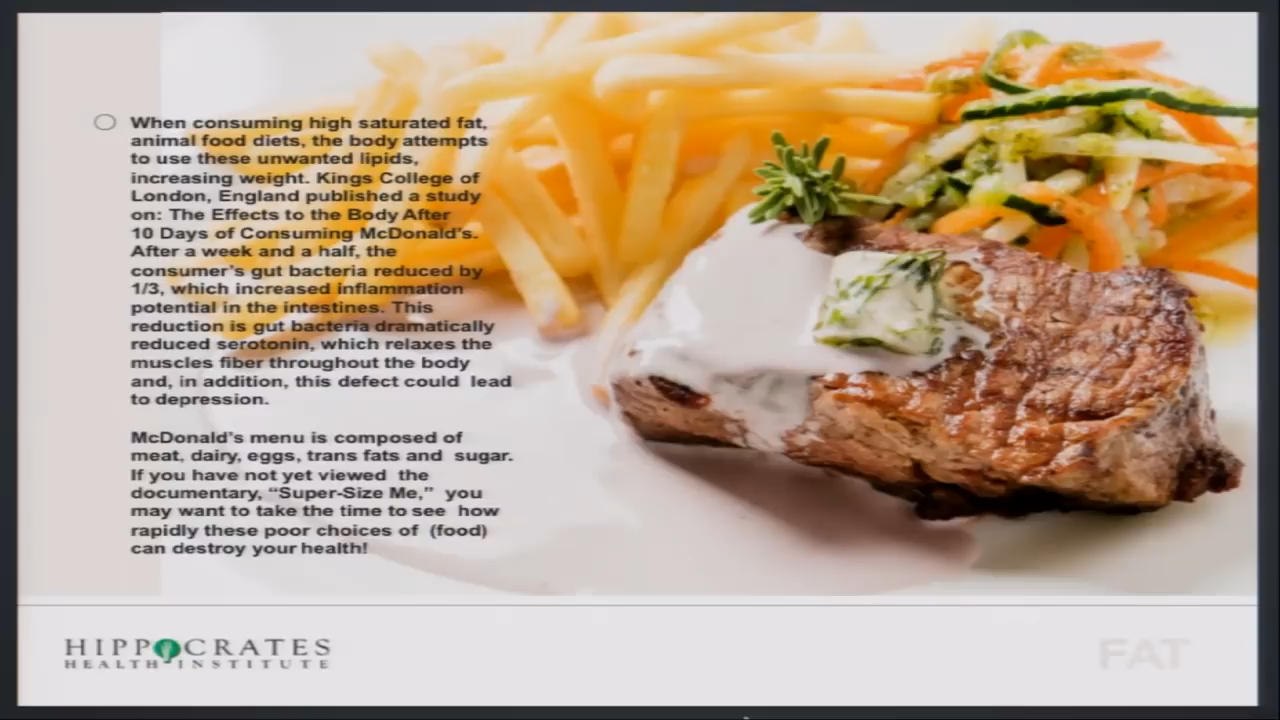 When consuming high saturated fat,
animal food diets, the body attempts
to use these unwanted lipids,
increasing weight. Kings College of
London, England published a study
on: The Effects to the Body After
10 Days of Consuming McDonald's.
After a week and a half, the
consumer's gut bacteria reduced by
1/3, which increased inflammation
potential in the intestines. This
reduction is gut bacteria dramatically
reduced serotonin, which relaxes the
muscles fiber throughout the body
and, in addition, this defect could lead
to depression.
McDonald's menu is composed of
meat, dairy, eggs, trans fats and sugar.
If you have not yet viewed the
documentary, “Super-Size Me,” you
may want to take the time to see how
rapidly these poor choices of (food)
can destroy your health!
HIPPOCRATES
HEALTH INSTITUTE
FAT